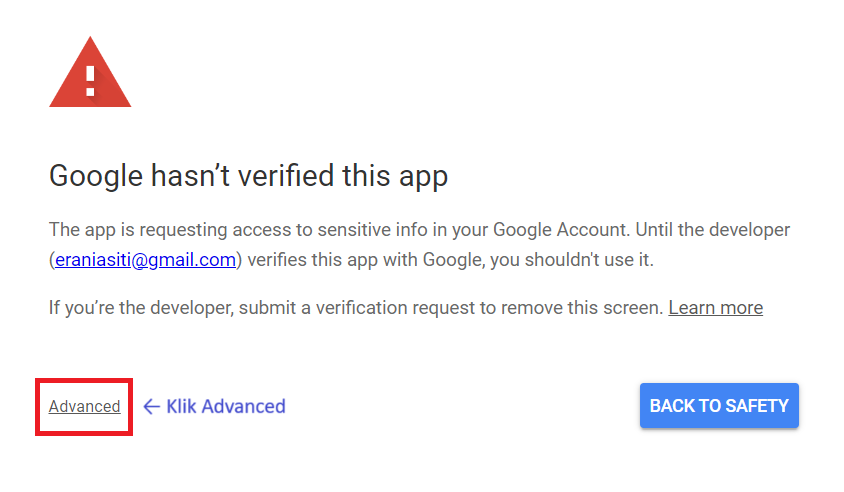 Google hasn’t verified this app
The app is requesting access to sensitive info in your Google Account. Until the developer
(eraniasiti@gmail.com) verifies this app with Google, you shouldn't use it.
If you’re the developer, submit a verification request to remove this screen. Learn more
Advanced ← Klik Advanced BACK TO SAFETY